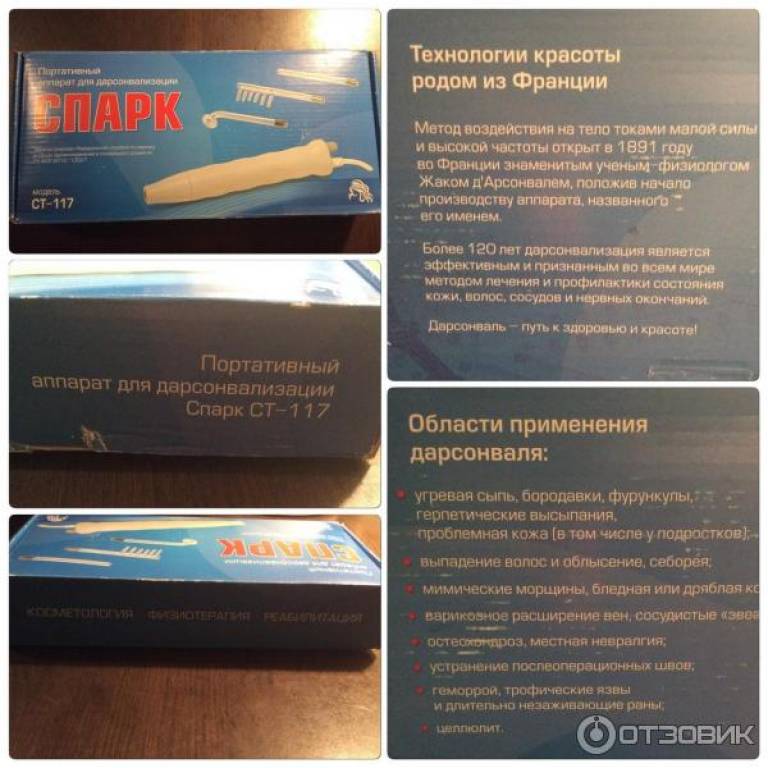 Портативный
аппарат для дарсонвализации
СПАРК
МОДЕЛЬ
СТ-117
Портативный
аппарат для дарсонвализации
Спарк СТ-117
СПАРК
КОСМЕТОЛОГИЯ ФИЗИОТЕРАПИЯ РЕАБИЛИТАЦИЯ
Технологии красоты
родом из Франции
Метод воздействия на тело токами малой силы
и высокой частоты открыт в 1891 году
во Франции знаменитым ученым-физиологом
Жаком д'Арсонвалем, положив начало
производству аппарата, названного
его именем.
Более 120 лет дарсонвализация является
эффективным и признанным во всем мире
методом лечения и профилактики состояния
кожи, волос, сосудов и нервных окончаний.
Дарсонваль – путь к здоровью и красоте!
Области применения
дарсонваля:
угревая сыпь, бородавки, фурункулы,
герпетические высыпания,
проблемная кожа (в том числе у подростков);
выпадение волос и облысение, себорея;
мимические морщины, бледная или дряблая
варикозное расширение вен, сосудистые
остеохондроз, местная невралгия;
устранение послеоперационных швов;
геморрой, трофические язвы
и длительно незаживающие раны;
целлюлит.
ОТЗОВИК